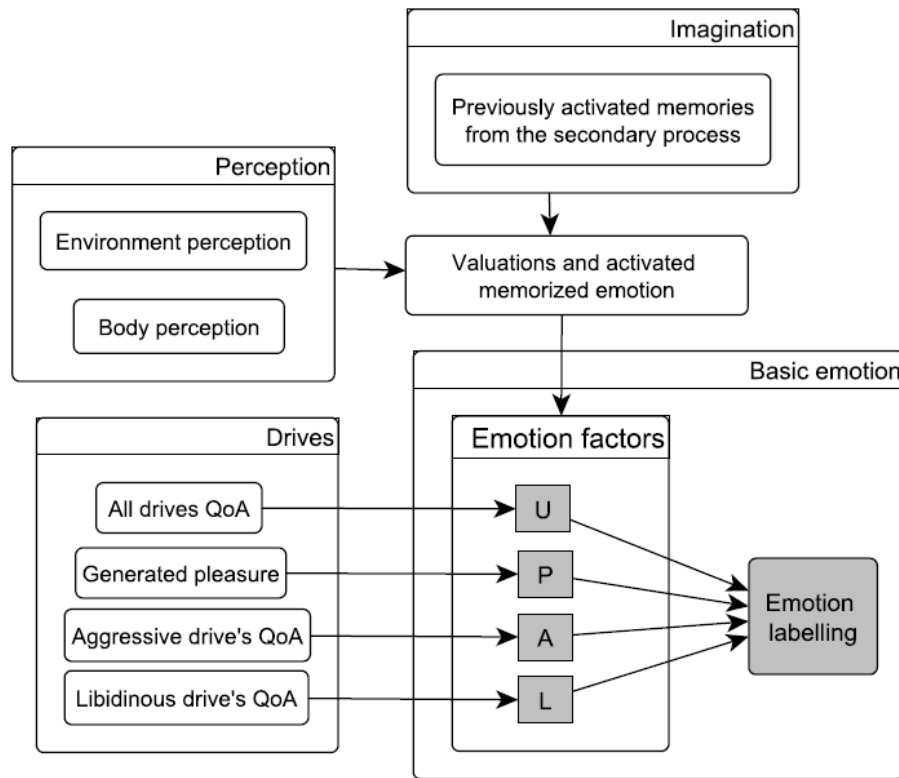 Imagination
Previously activated memories
from the secondary process
Perception
Environment perception
Body perception
Valuations and activated
memorized emotion
Basic emotion
Drives
All drives QoA
Generated pleasure
Aggressive drive's QoA
Libidinous drive's QoA
Emotion factors
U
P
A
L
Emotion
labelling